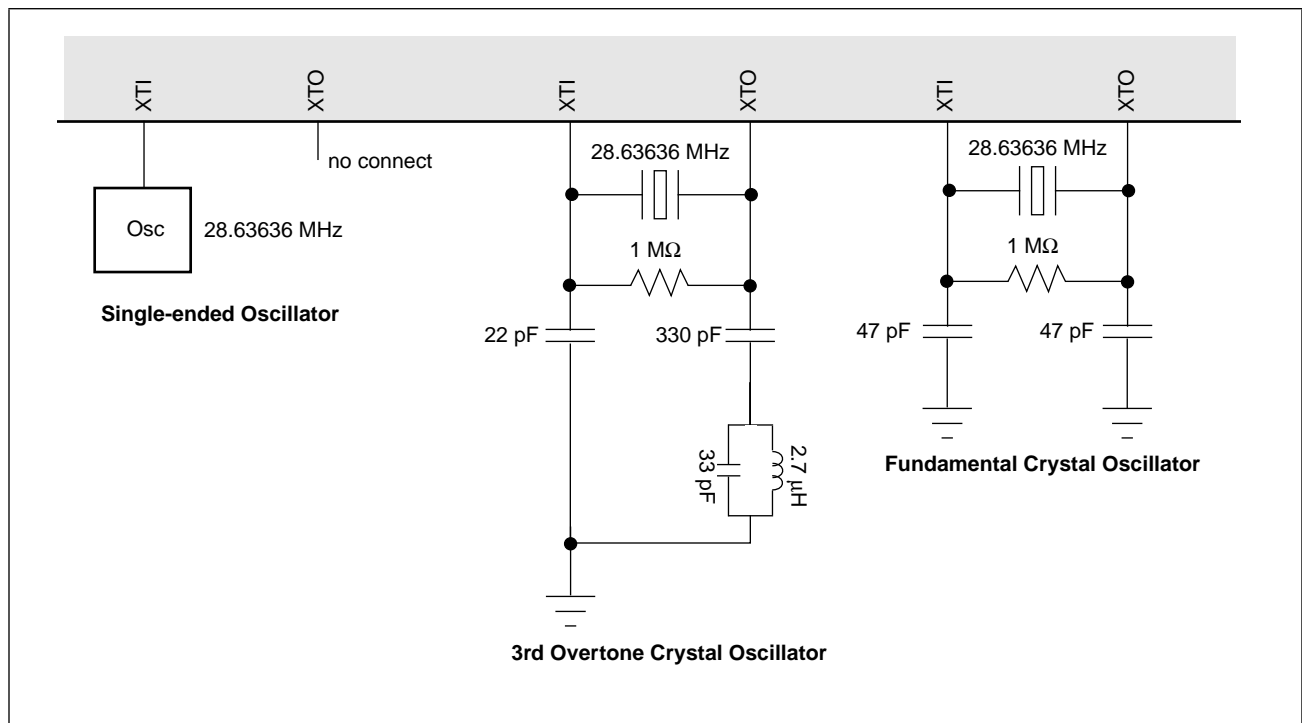 XTI
XTO
XTI
XTO
XTI
XTO
no connect
Osc
28.63636 MHz
Single-ended Oscillator
28.63636 MHz
1 MΩ
22 pF
330 pF
33 pF
2.7 μH
3rd Overtone Crystal Oscillator
28.63636 MHz
1 MΩ
47 pF
47 pF
Fundamental Crystal Oscillator